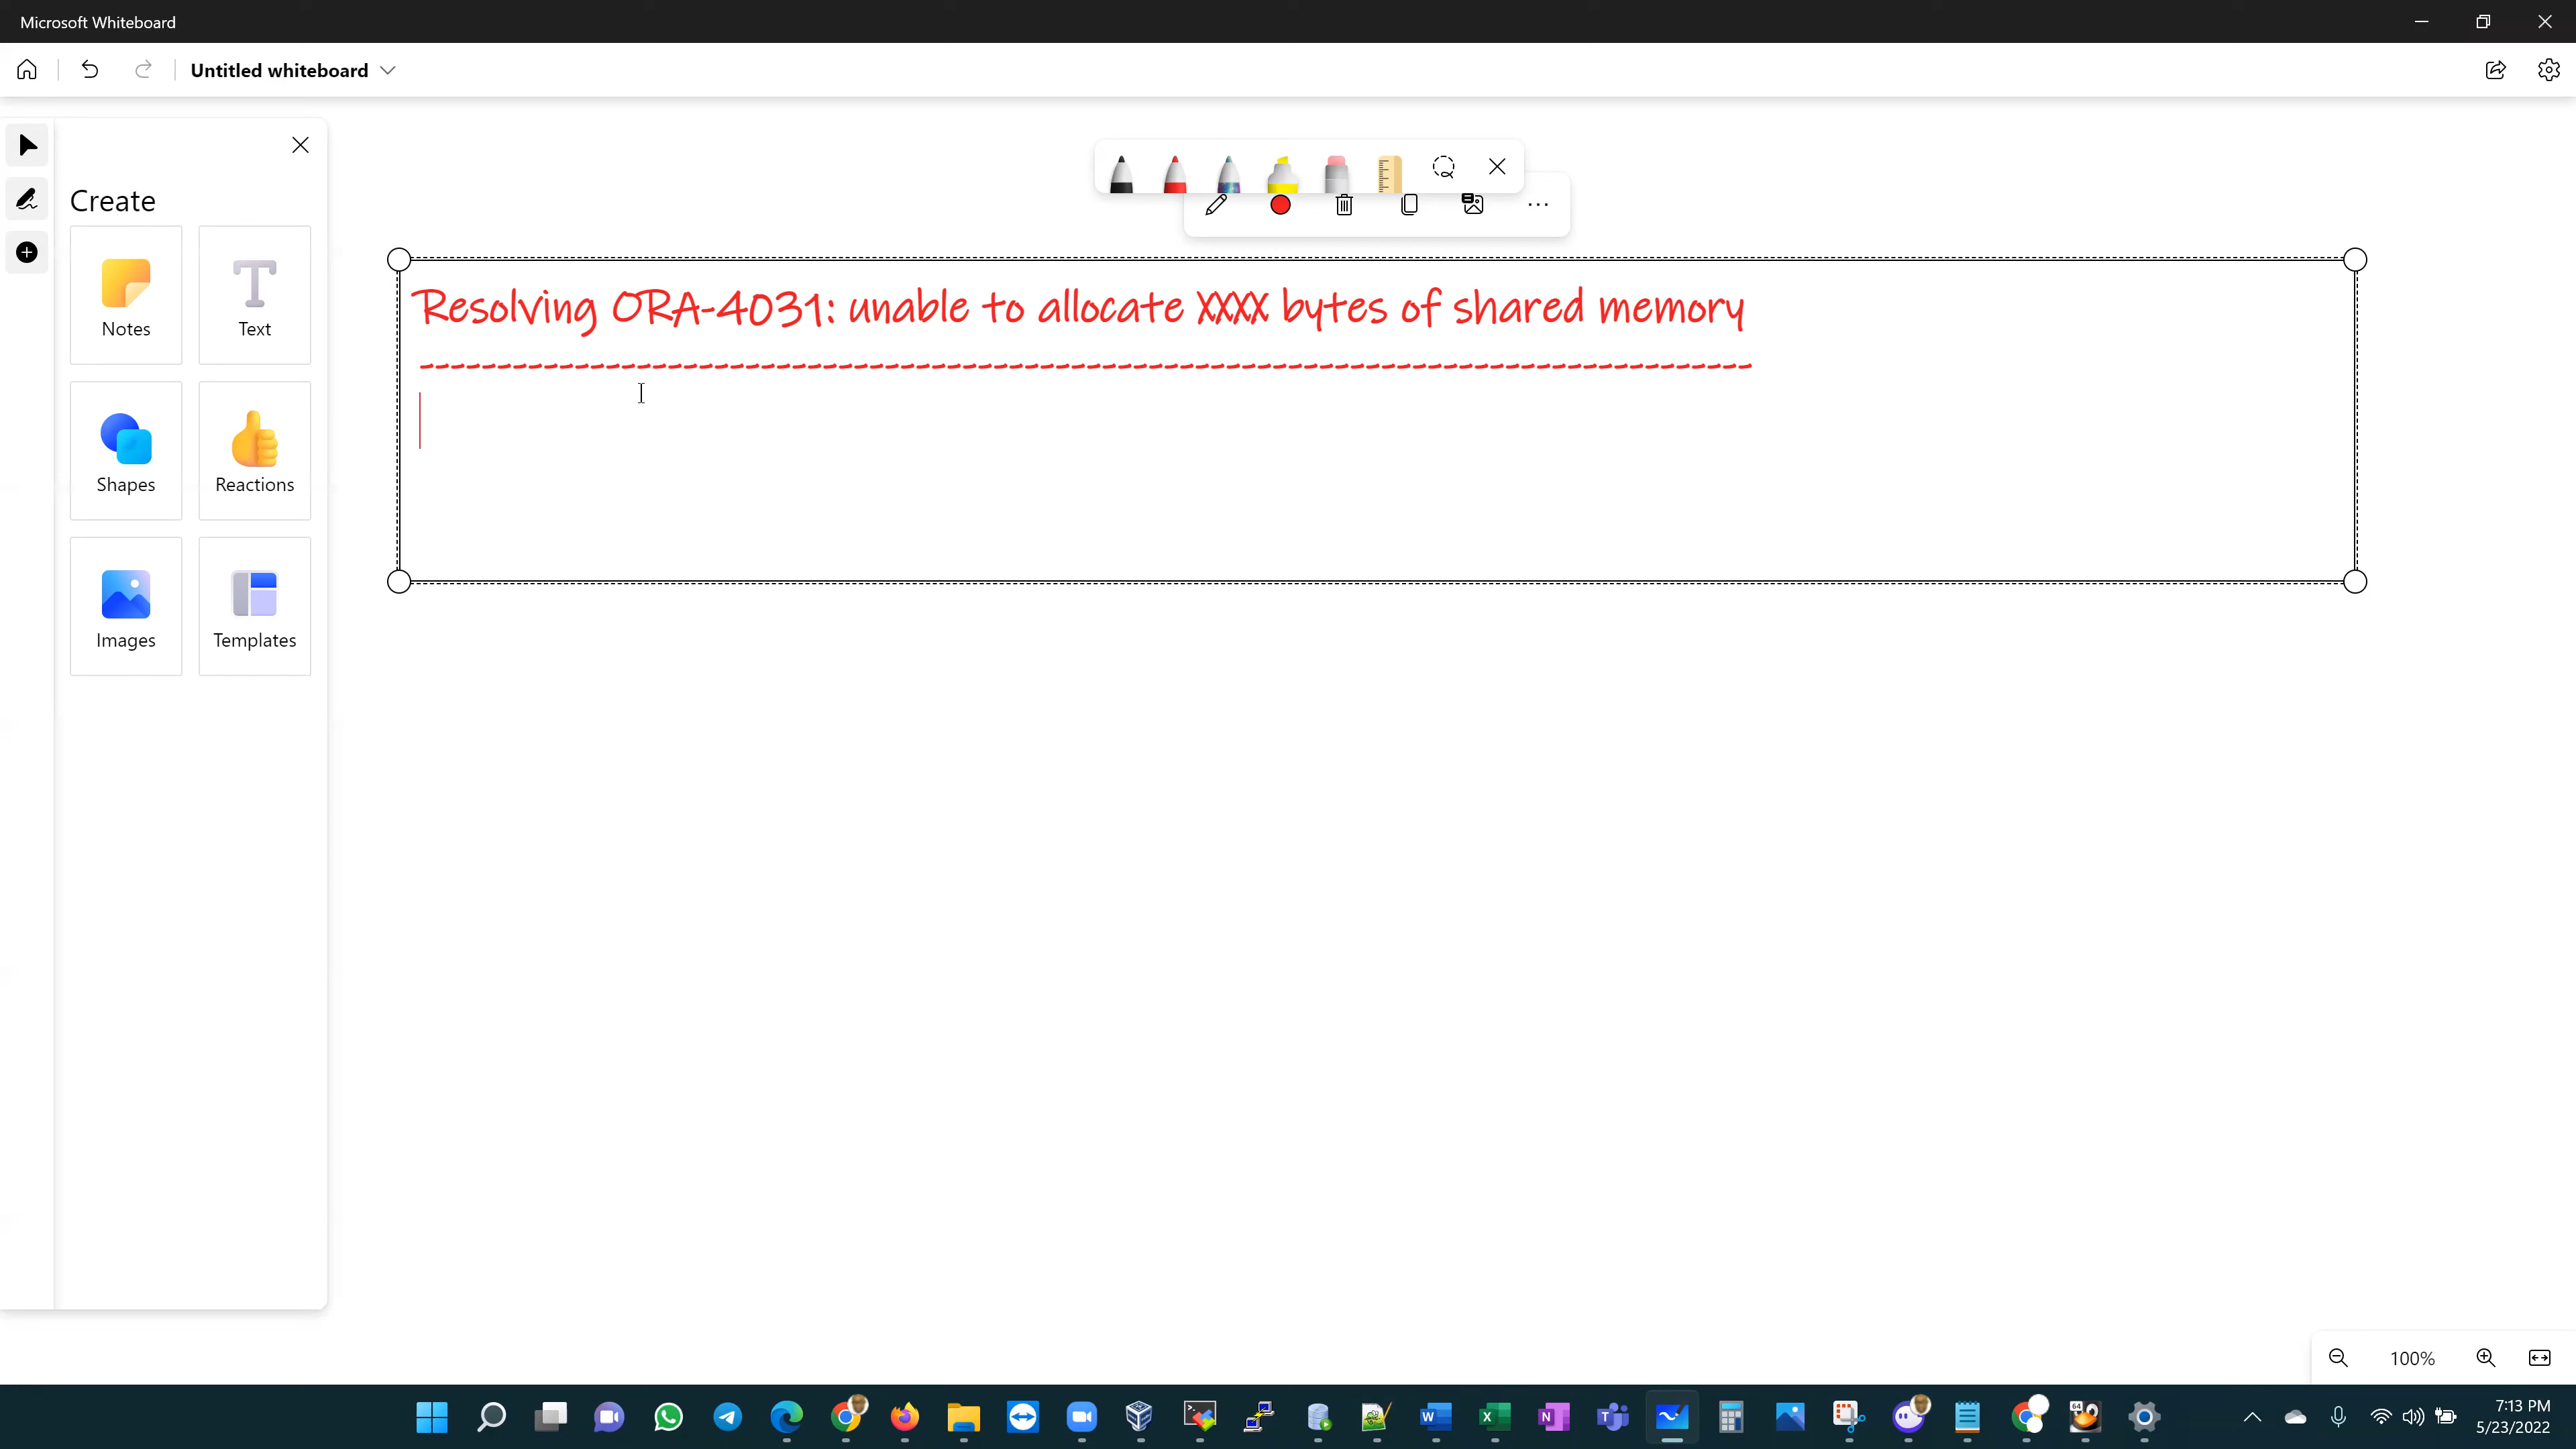 Microsoft Whiteboard
Untitled whiteboard
Create
Notes
Text
Shapes
Reactions
Images
Templates
Resolving ORA-4031: unable to allocate XXXX bytes of shared memory
--------------------------------------------------------------------------------------
100%
64
7:13 PM
5/23/2022